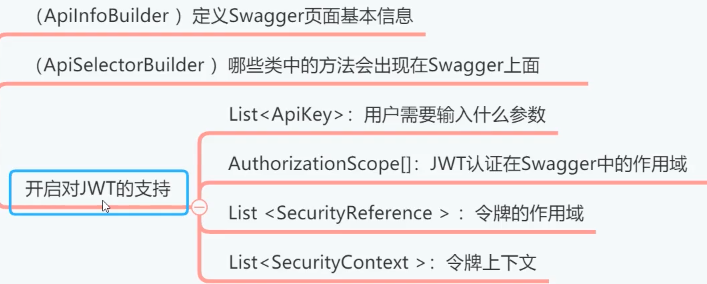 （ApiInfoBuilder ）定义Swagger页面基本信息
（ApiSelectorBuilder ）哪些类中的方法会出现在Swagger上面
开启对JWT的支持
List<ApiKey>：用户需要输入什么参数
AuthorizationScope[]：JWT认证在Swagger中的作用域
List <SecurityReference > ：令牌的作用域
List<SecurityContext >：令牌上下文